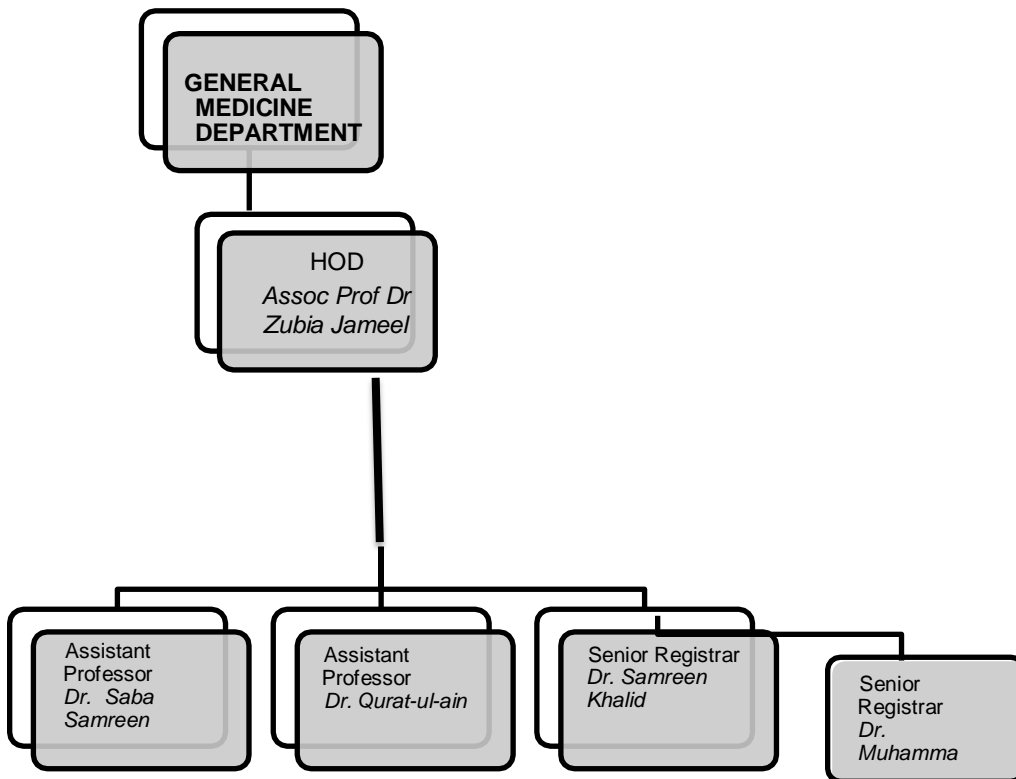 GENERAL
MEDICINE
DEPARTMENT
HOD
Assoc Prof Dr
Zubia Jameel
Assistant
Professor
Dr. Saba
Samreen
Assistant
Professor
Dr. Qurat-ul-ain
Senior Registrar
Dr. Samreen
Khalid
Senior
Registrar
Dr.
Muhamma